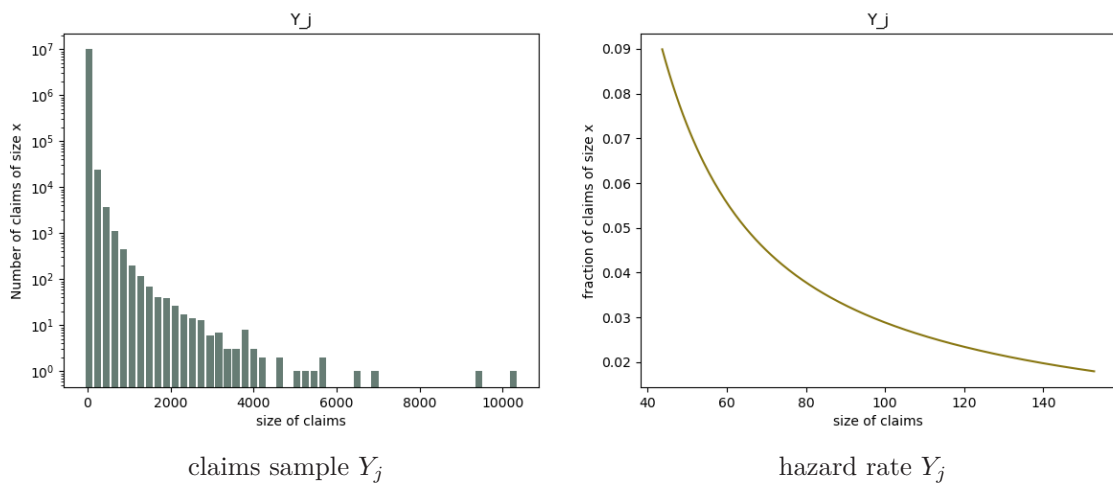 Y_j
Number of claims of size x
10^7
10^6
10^5
10^4
10^3
10^2
10^1
10^0
0 2000 4000 6000 8000 10000
size of claims
claims sample Y_j
Y_j
fraction of claims of size x
0.09
0.08
0.07
0.06
0.05
0.04
0.03
0.02
40 60 80 100 120 140
size of claims
hazard rate Y_j